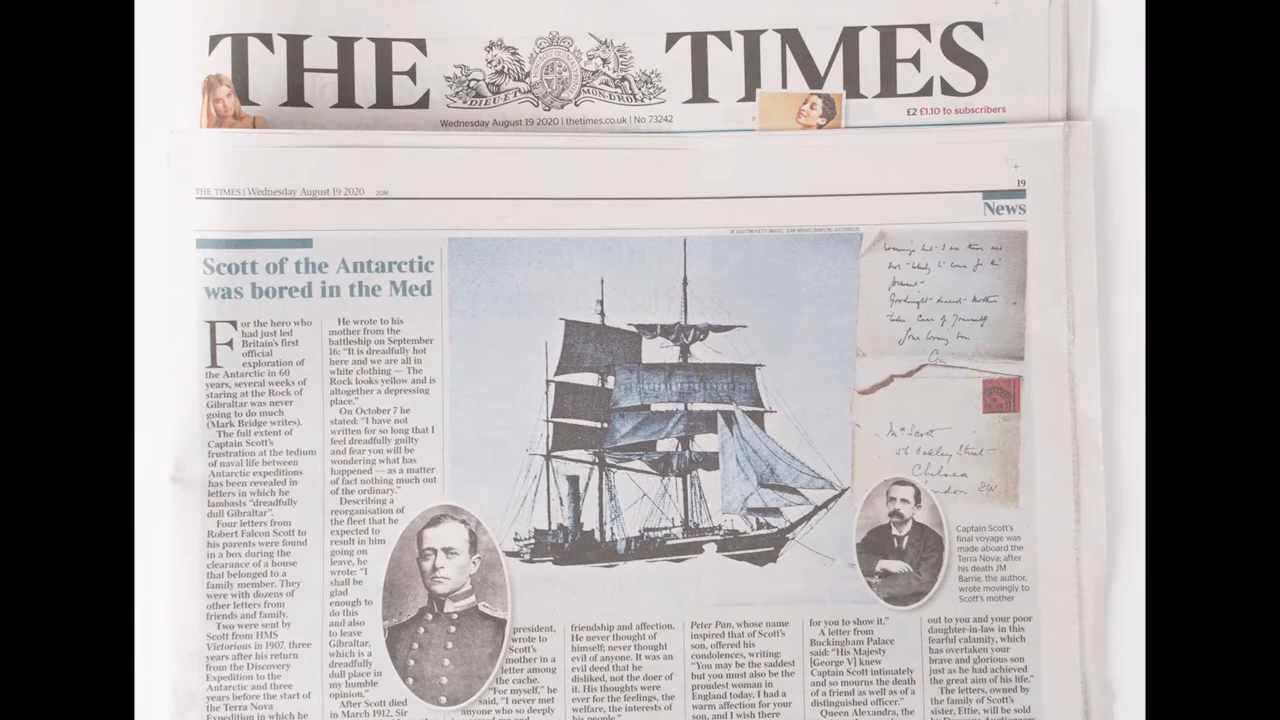 THE TIMES
DIEU·ET MON·DROIT
Wednesday August 19 2020 | thetimes.co.uk | No 73242
£2 £1.10 to subscribers
THE TIMES | Wednesday August 19 2020
19
News
Scott of the Antarctic
was bored in the Med
For the hero who
had just led
Britain's first
official
exploration of
the Antarctic in 60
years, several weeks of
staring at the Rock of
Gibraltar was never
going to do much
(Mark Bridge writes).
The full extent of
Captain Scott's
frustration at the tedium
of naval life between
Antarctic expeditions
has been revealed in
letters in which he
lambasts "dreadfully
dull Gibraltar".
Four letters from
Robert Falcon Scott to
his parents were found
in a box during the
clearance of a house
that belonged to a
family member. They
were with dozens of
other letters from
friends and family.
Two were sent by
Scott from HMS
Victorious in 1907, three
years after his return
from the Discovery
Expedition to the
Antarctic and three
years before the start of
the Terra Nova
Expedition in which he
He wrote to his
mother from the
battleship on September
16: "It is dreadfully hot
here and we are all in
white clothing — The
Rock looks yellow and is
altogether a depressing
place."
On October 7 he
stated: "I have not
written for so long that I
feel dreadfully guilty
and fear you will be
wondering what has
happened — as a matter
of fact nothing much out
of the ordinary."
Describing a
reorganisation of
the fleet that he
expected to
result in him
going on
leave, he
wrote: "I
shall be
glad
enough to
do this
and also
to leave
Gibraltar,
which is a
dreadfully
dull place in
my humble
opinion."
After Scott died
in March 1912, Sir
president,
wrote to
Scott's
mother in a
letter among
the cache.
"For myself," he
said, "I never met
anyone who so deeply
friendship and affection.
He never thought of
himself; never thought
evil of anyone. It was an
evil deed that he
disliked, not the doer of
it. His thoughts were
ever for the feelings, the
welfare, the interests of
his people."
Peter Pan, whose name
inspired that of Scott's
son, offered his
condolences, writing:
"You may be the saddest
but you must also be the
proudest woman in
England today. I had a
warm affection for your
son, and I wish there
for you to show it."
A letter from
Buckingham Palace
said: "His Majesty
[George V] knew
Captain Scott intimately
and so mourns the death
of a friend as well as of a
distinguished officer."
Queen Alexandra, the
out to you and your poor
daughter-in-law in this
fearful calamity, which
has overtaken your
brave and glorious son
just as he had achieved
the great aim of his life."
The letters, owned by
the family of Scott's
sister, Ettie, will be sold
Goodnight dearest Mother
take care of yourself
Your loving son
Con
Mrs Scott
56 Oakley Street
Chelsea
London SW.
Captain Scott's
final voyage was
made aboard the
Terra Nova; after
his death JM
Barrie, the author,
wrote movingly to
Scott's mother